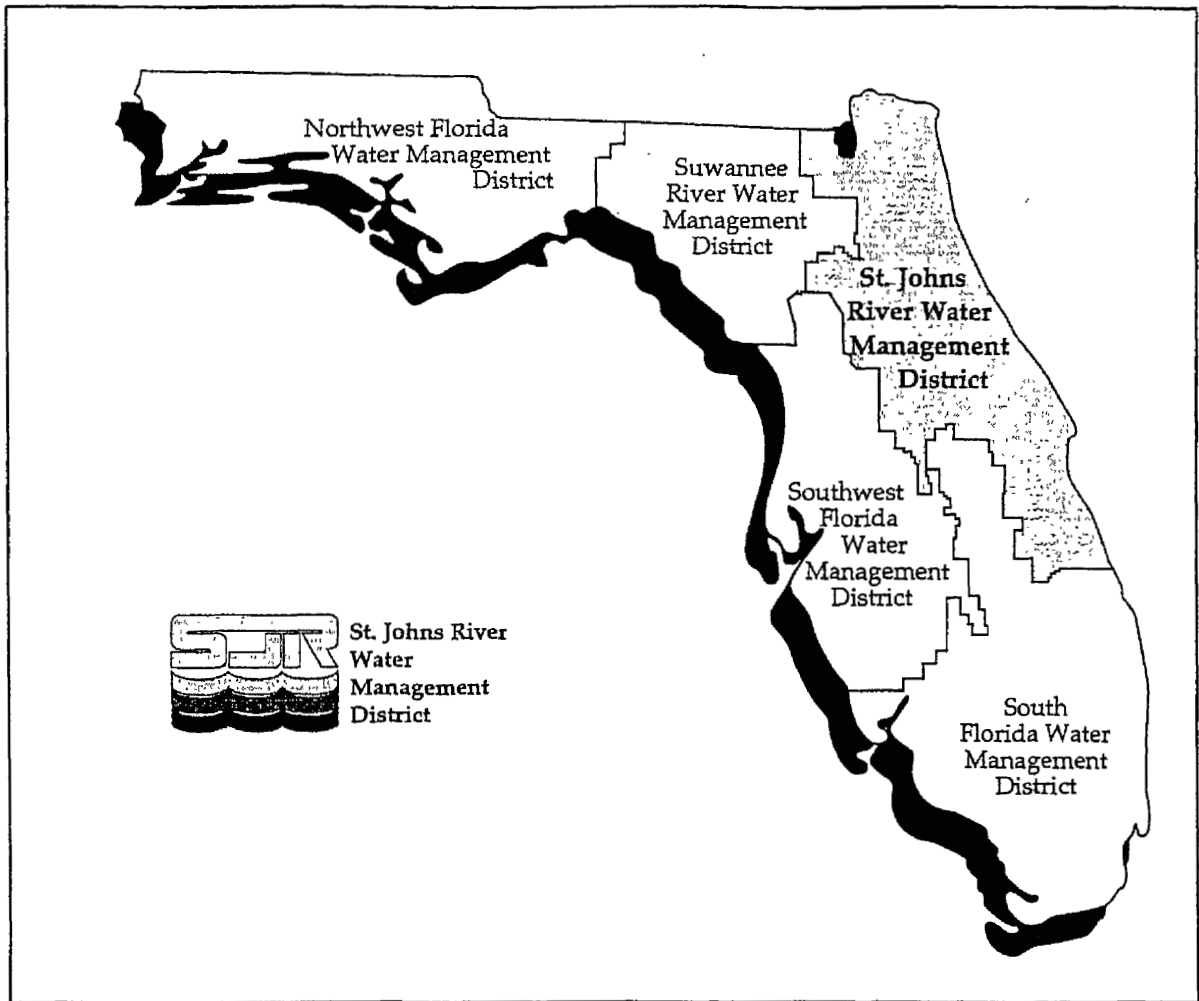 Northwest Florida
Water Management
District
Suwannee
River Water
Management
District
St. Johns
River Water
Management
District
Southwest
Florida
Water
Management
District
SJR
St. Johns River
Water
Management
District
South
Florida Water
Management
District